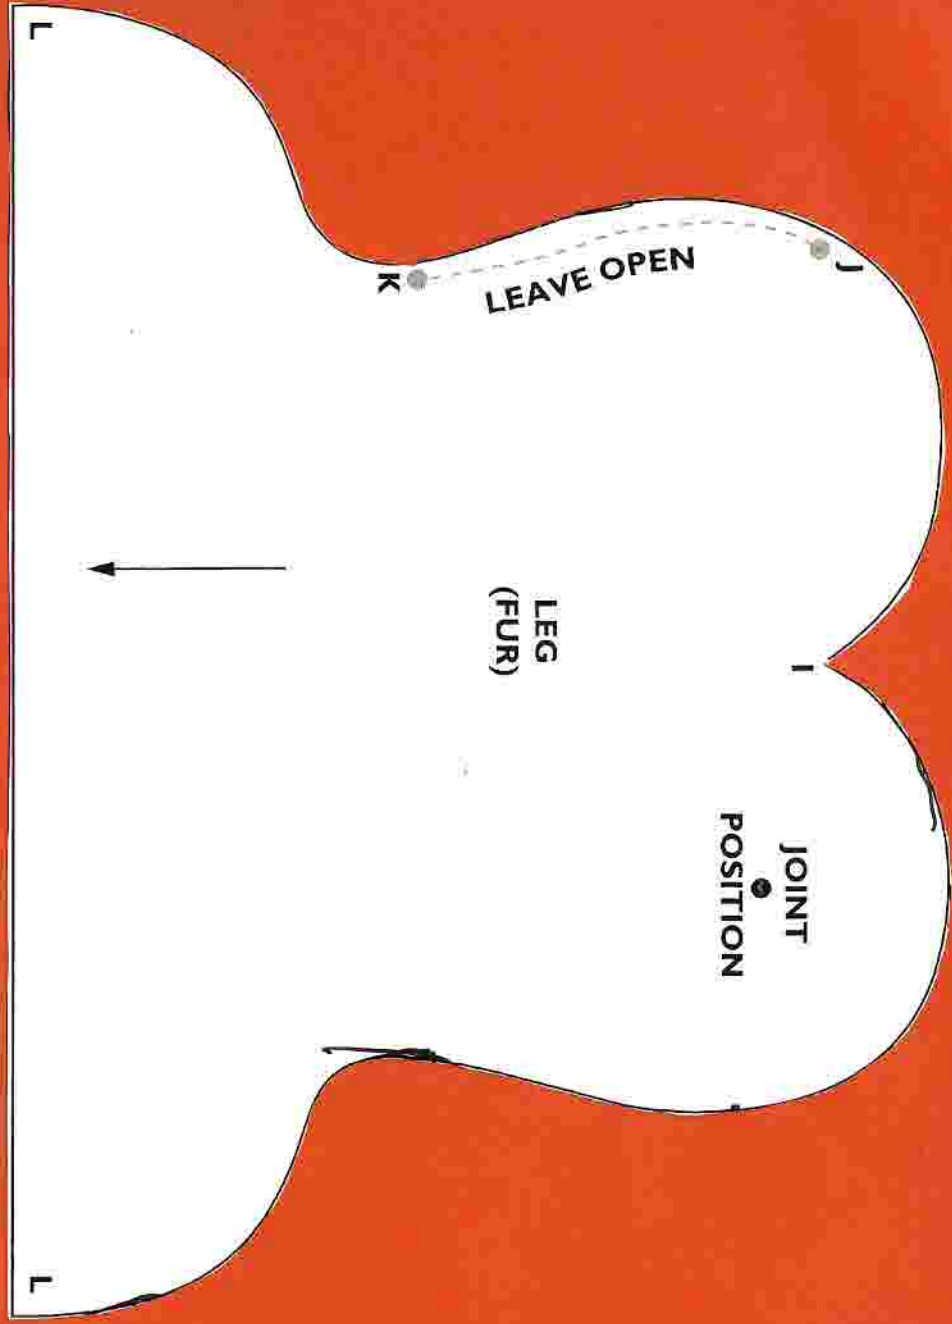 L
J
K
LEAVE OPEN
LEG
(FUR)
I
JOINT
POSITION
L